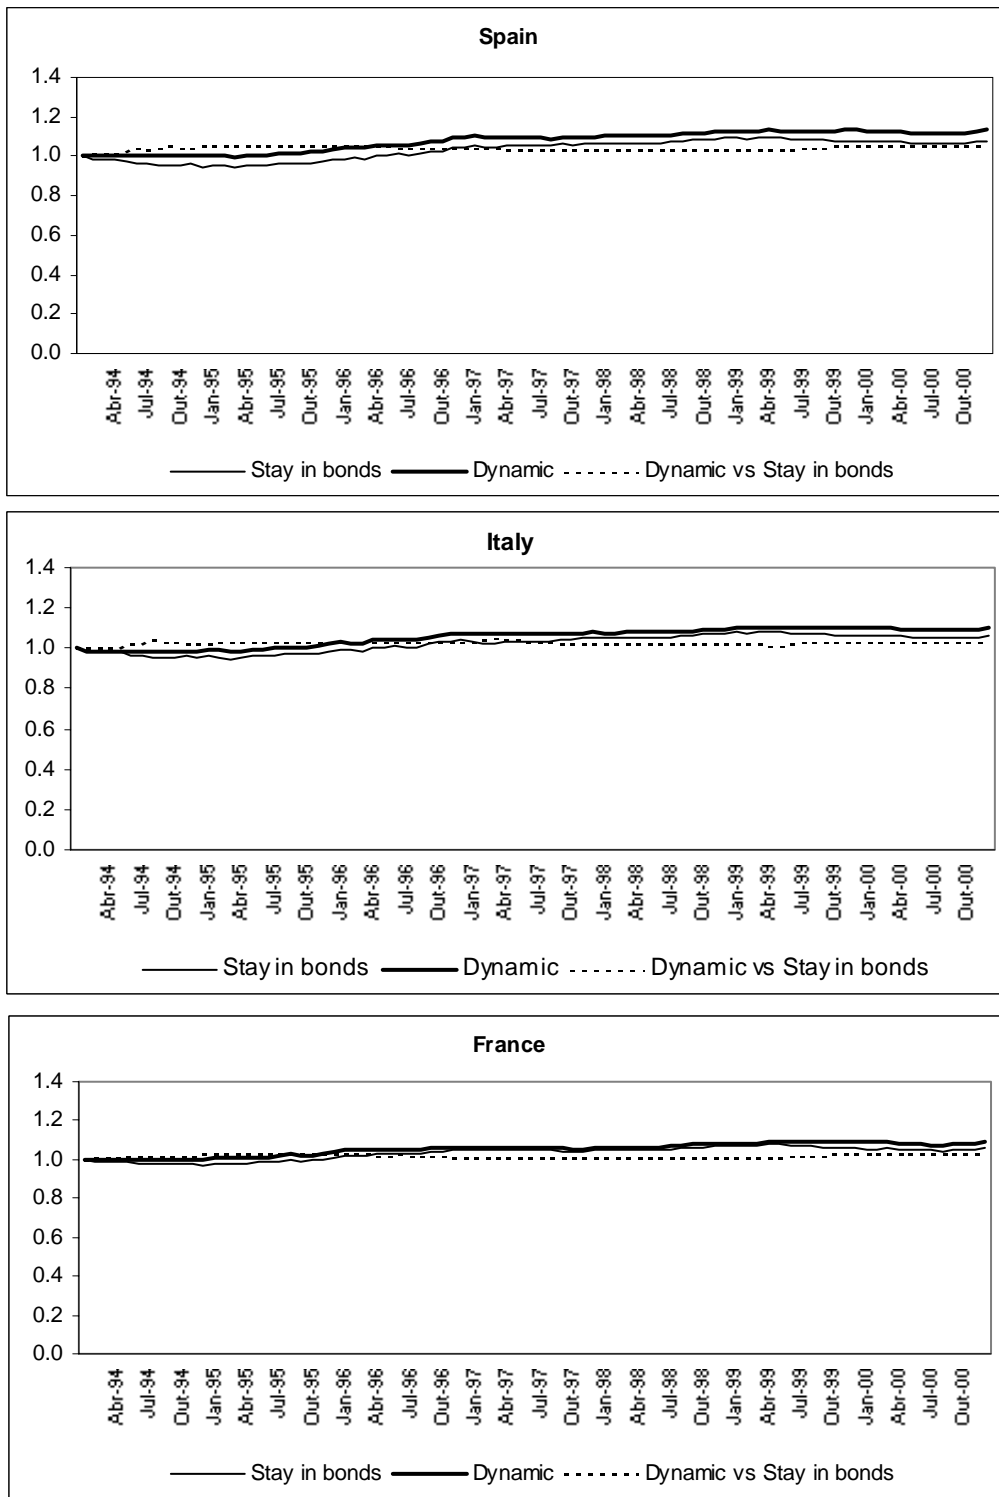 Spain
1.4
1.2
1.0
0.8
0.6
0.4
0.2
0.0
Abr-94 Jul-94 Out-94 Jan-95 Abr-95 Jul-95 Out-95 Jan-96 Abr-96 Jul-96 Out-96 Jan-97 Abr-97 Jul-97 Out-97 Jan-98 Abr-98 Jul-98 Out-98 Jan-99 Abr-99 Jul-99 Out-99 Jan-00 Abr-00 Jul-00 Out-00
Stay in bonds Dynamic Dynamic vs Stay in bonds
Italy
1.4
1.2
1.0
0.8
0.6
0.4
0.2
0.0
Abr-94 Jul-94 Out-94 Jan-95 Abr-95 Jul-95 Out-95 Jan-96 Abr-96 Jul-96 Out-96 Jan-97 Abr-97 Jul-97 Out-97 Jan-98 Abr-98 Jul-98 Out-98 Jan-99 Abr-99 Jul-99 Out-99 Jan-00 Abr-00 Jul-00 Out-00
Stay in bonds Dynamic Dynamic vs Stay in bonds
France
1.4
1.2
1.0
0.8
0.6
0.4
0.2
0.0
Abr-94 Jul-94 Out-94 Jan-95 Abr-95 Jul-95 Out-95 Jan-96 Abr-96 Jul-96 Out-96 Jan-97 Abr-97 Jul-97 Out-97 Jan-98 Abr-98 Jul-98 Out-98 Jan-99 Abr-99 Jul-99 Out-99 Jan-00 Abr-00 Jul-00 Out-00
Stay in bonds Dynamic Dynamic vs Stay in bonds